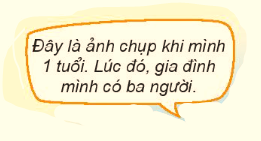 Đây là ảnh chụp khi mình
1 tuổi. Lúc đó, gia đình
mình có ba người.